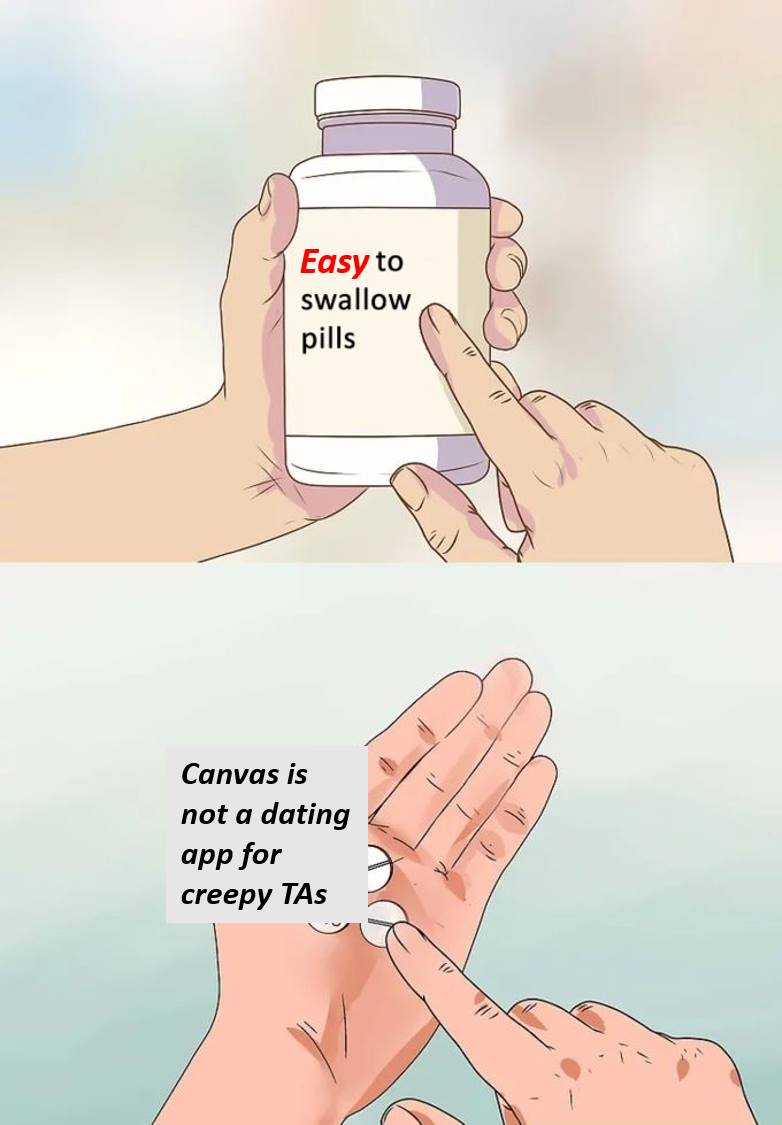 Easy to
swallow
pills
Canvas is
not a dating
app for
creepy TAs